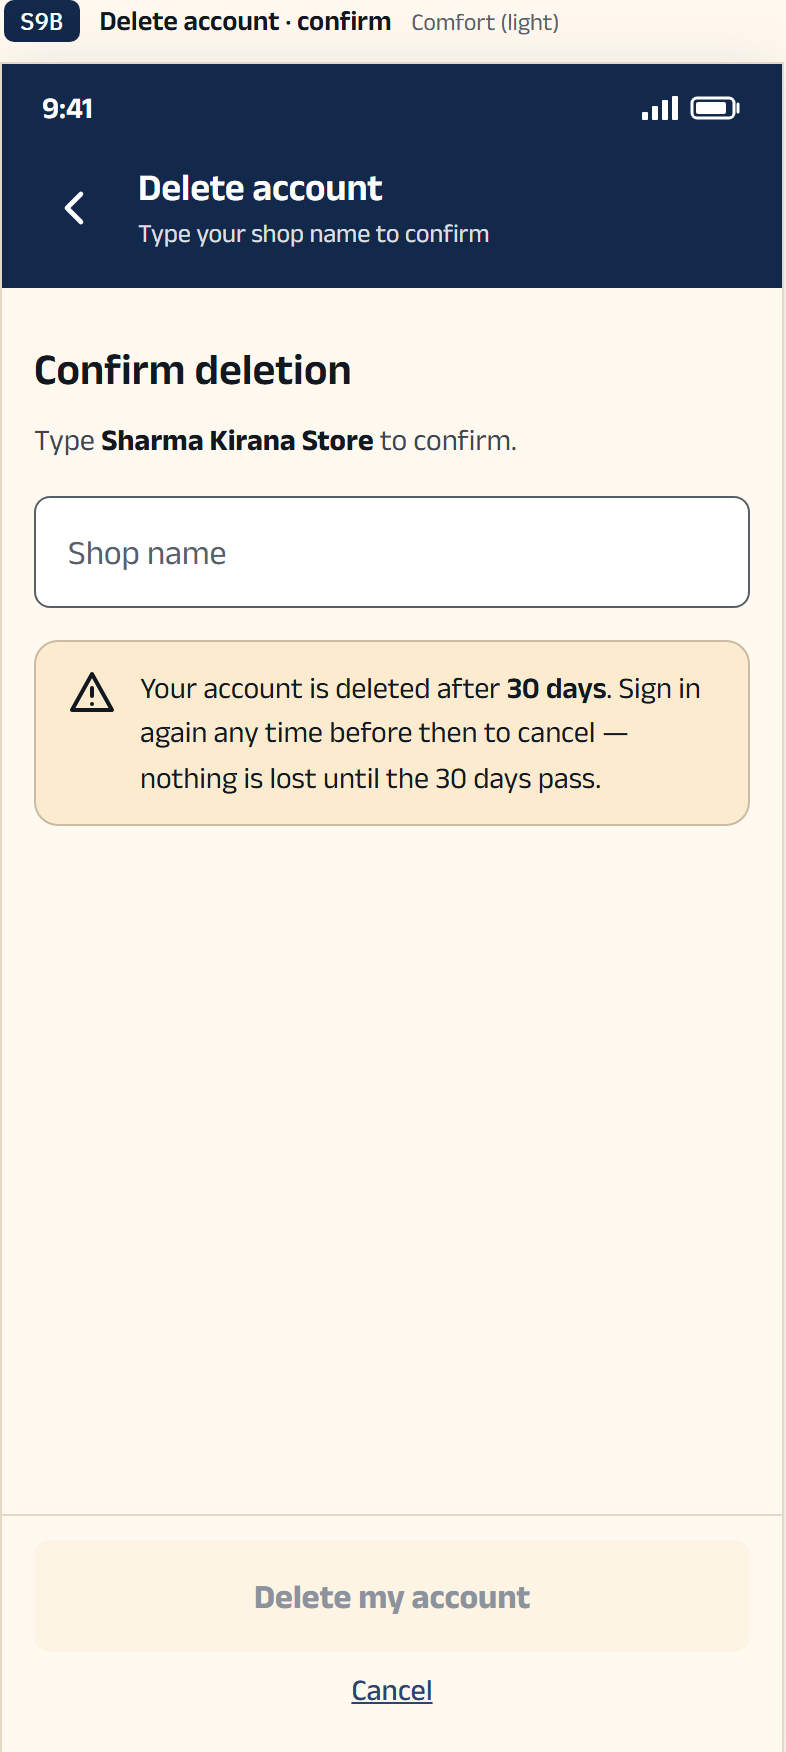 S9B Delete account · confirm Comfort (light)
9:41
Delete account
Type your shop name to confirm
Confirm deletion
Type Sharma Kirana Store to confirm.
Shop name
Your account is deleted after 30 days. Sign in
again any time before then to cancel —
nothing is lost until the 30 days pass.
Delete my account
Cancel